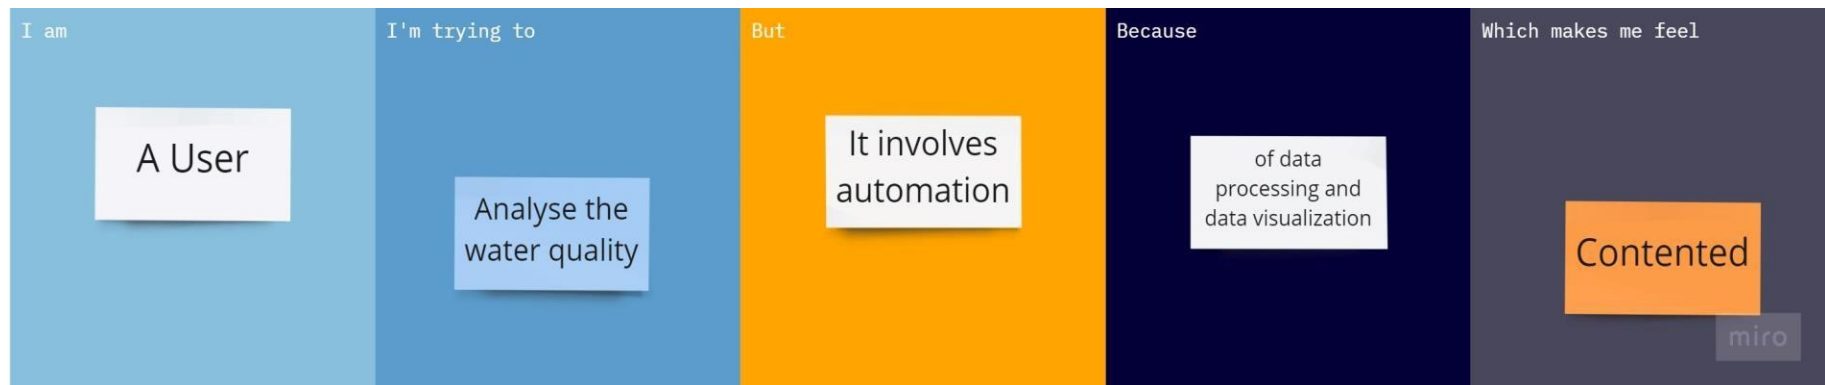 I am
A User
I'm trying to
Analyse the
water quality
But
It involves
automation
Because
of data
processing and
data visualization
Which makes me feel
Contented
miro